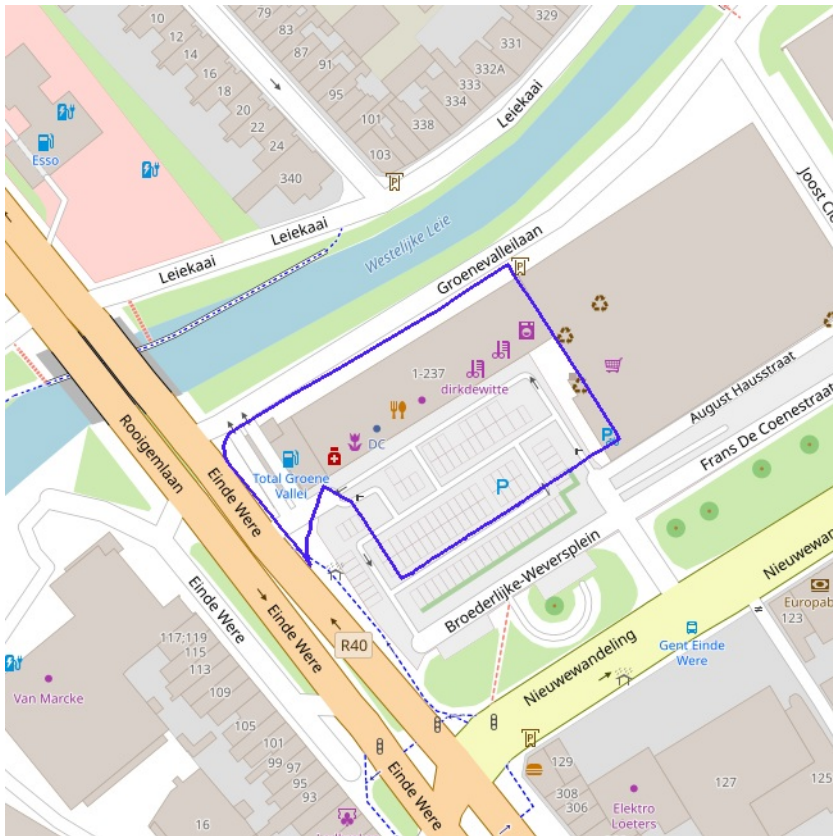 329
10
83
12
14
87
331
91
16
332A
95
333
18
334
Leiekaai
20
101
338
22
Esso
24
103
340
Leiekaai
Joost Cl
Westelijke Leie
Leiekaai
Groenevalleilaan
1-237
dirkdewitte
August Hausstraat
Rooigemlaan
DC
Frans De Coenestraat
Einde Were
Total Groene
Vallei
P
Nieuwewan
Broederlijke-Weversplein
Einde Were
Einde Were
Europab
123
117;119
R40
115
Gent Einde
Were
113
Nieuwewandeling
Van Marcke
109
105
101
129
99
97
127
125
95
Einde Were
308
93
306
16
Elektro
Loeters